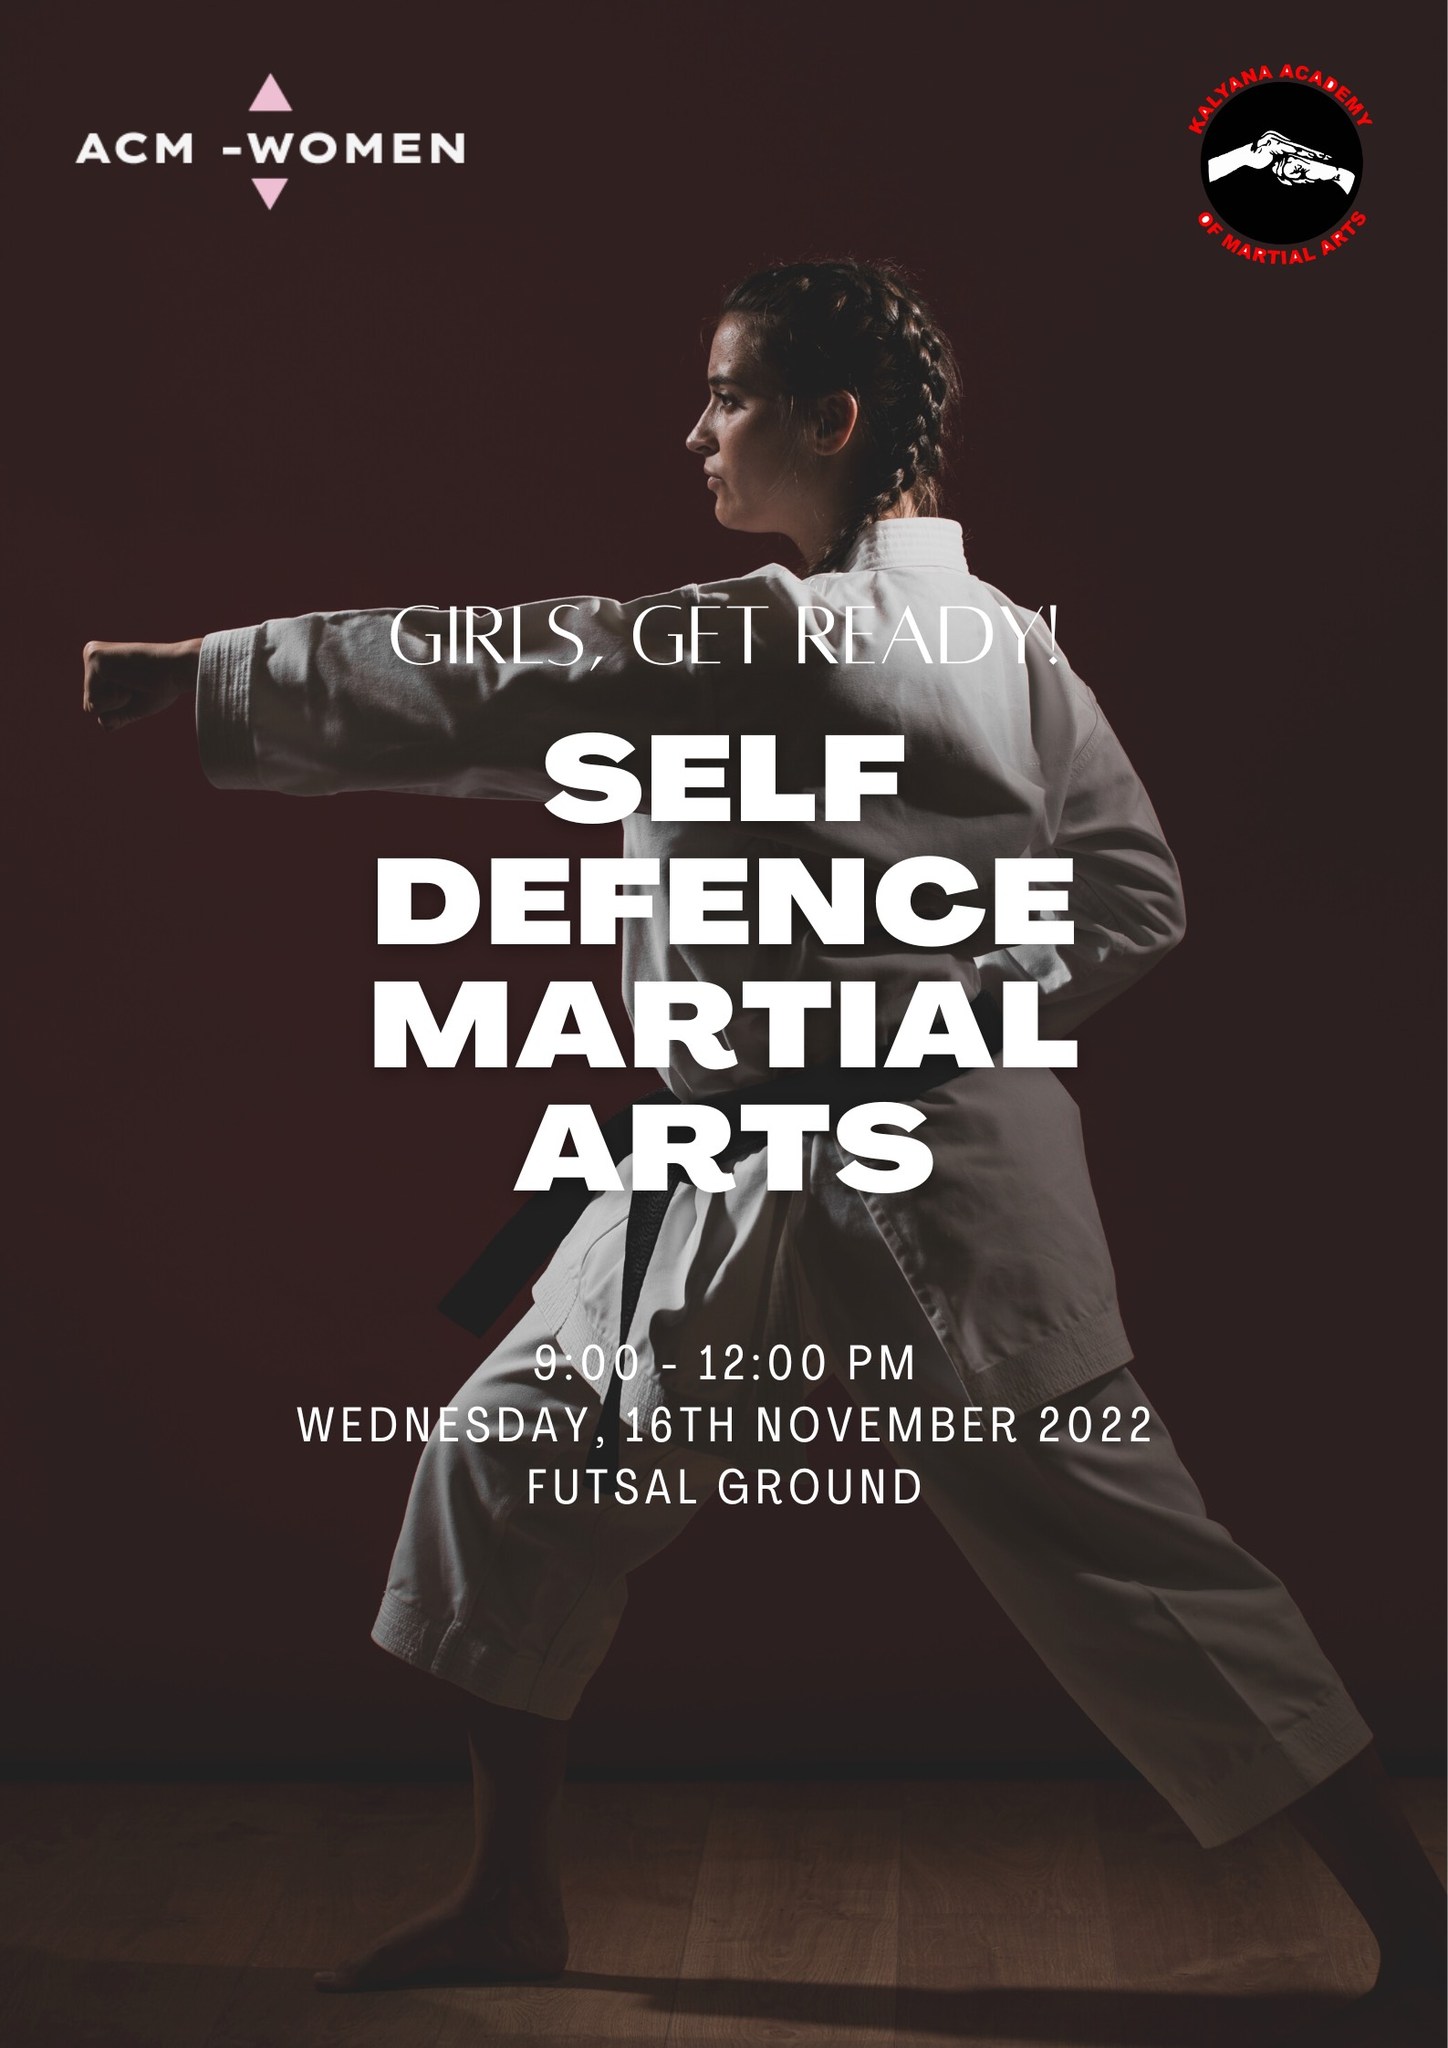 ACM -WOMEN
KALYANA ACADEMY
OF MARTIAL ARTS
GIRLS, GET READY!
SELF
DEFENCE
MARTIAL
ARTS
9:00 - 12:00 PM
WEDNESDAY, 16TH NOVEMBER 2022
FUTSAL GROUND